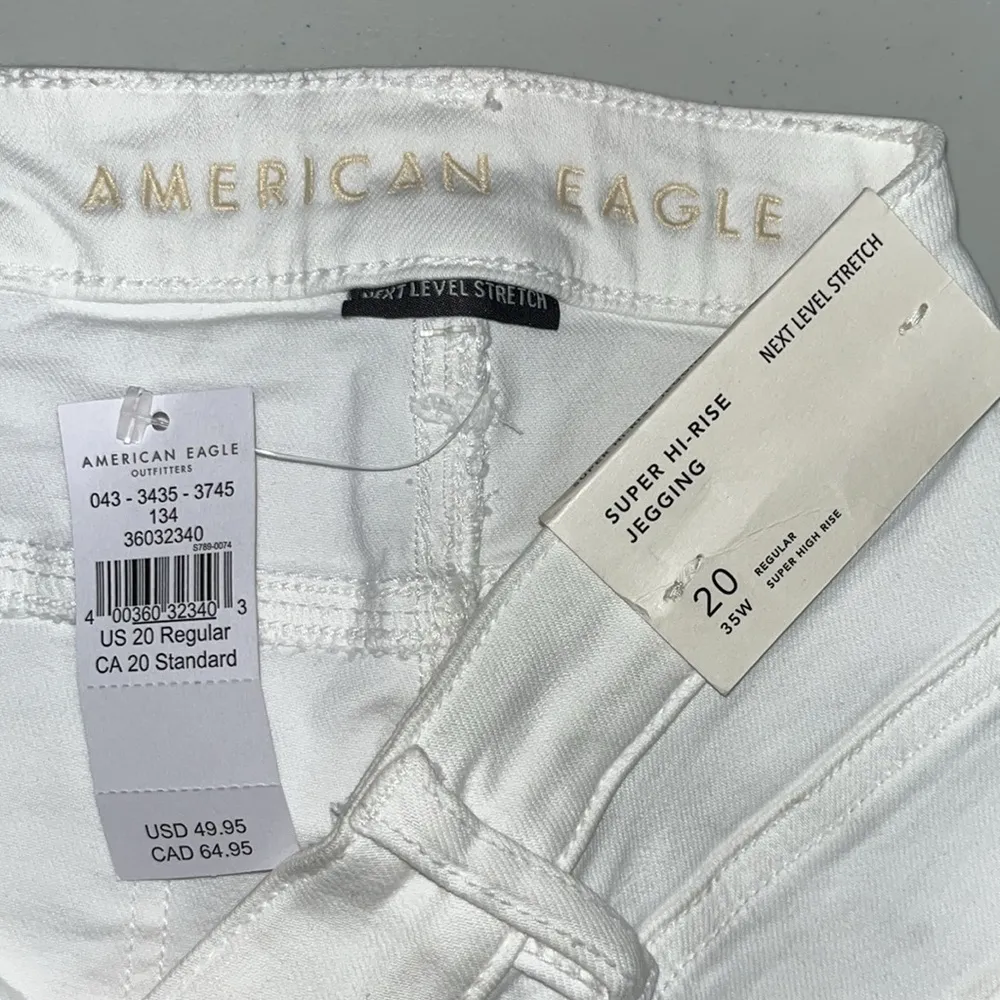 AMERICAN EAGLE
NEXT LEVEL STRETCH
AMERICAN EAGLE
OUTFITTERS
043 - 3435 - 3745
134
36032340
S789-0074
4 00360 32340 3
US 20 Regular
CA 20 Standard
USD 49.95
CAD 64.95
NEXT LEVEL STRETCH
SUPER HI-RISE
JEGGING
20
35W
REGULAR
SUPER HIGH RISE